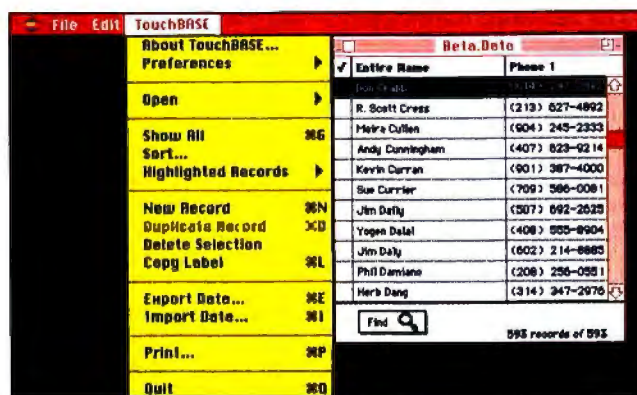 File Edit TouchBASE
About TouchBASE...
Preferences
Open
Show All ⌘G
Sort...
Highlighted Records
New Record ⌘N
Duplicate Record ⌘D
Delete Selection
Copy Label ⌘L
Export Data... ⌘E
Import Data... ⌘I
Print... ⌘P
Quit ⌘Q
Beta.Data
✓ Entire Name Phone 1
R. Scott Cress (213) 627-4892
Moira Cullen (904) 245-2333
Andy Cunningham (407) 823-9214
Kevin Curran (901) 387-4000
Sue Currier (709) 586-0081
Jim Dailly (507) 692-2625
Yogen Dalal (408) 555-8904
Jim Daly (602) 214-8885
Phil Damiano (208) 256-0551
Herb Dang (314) 347-2976
Find
593 records of 593